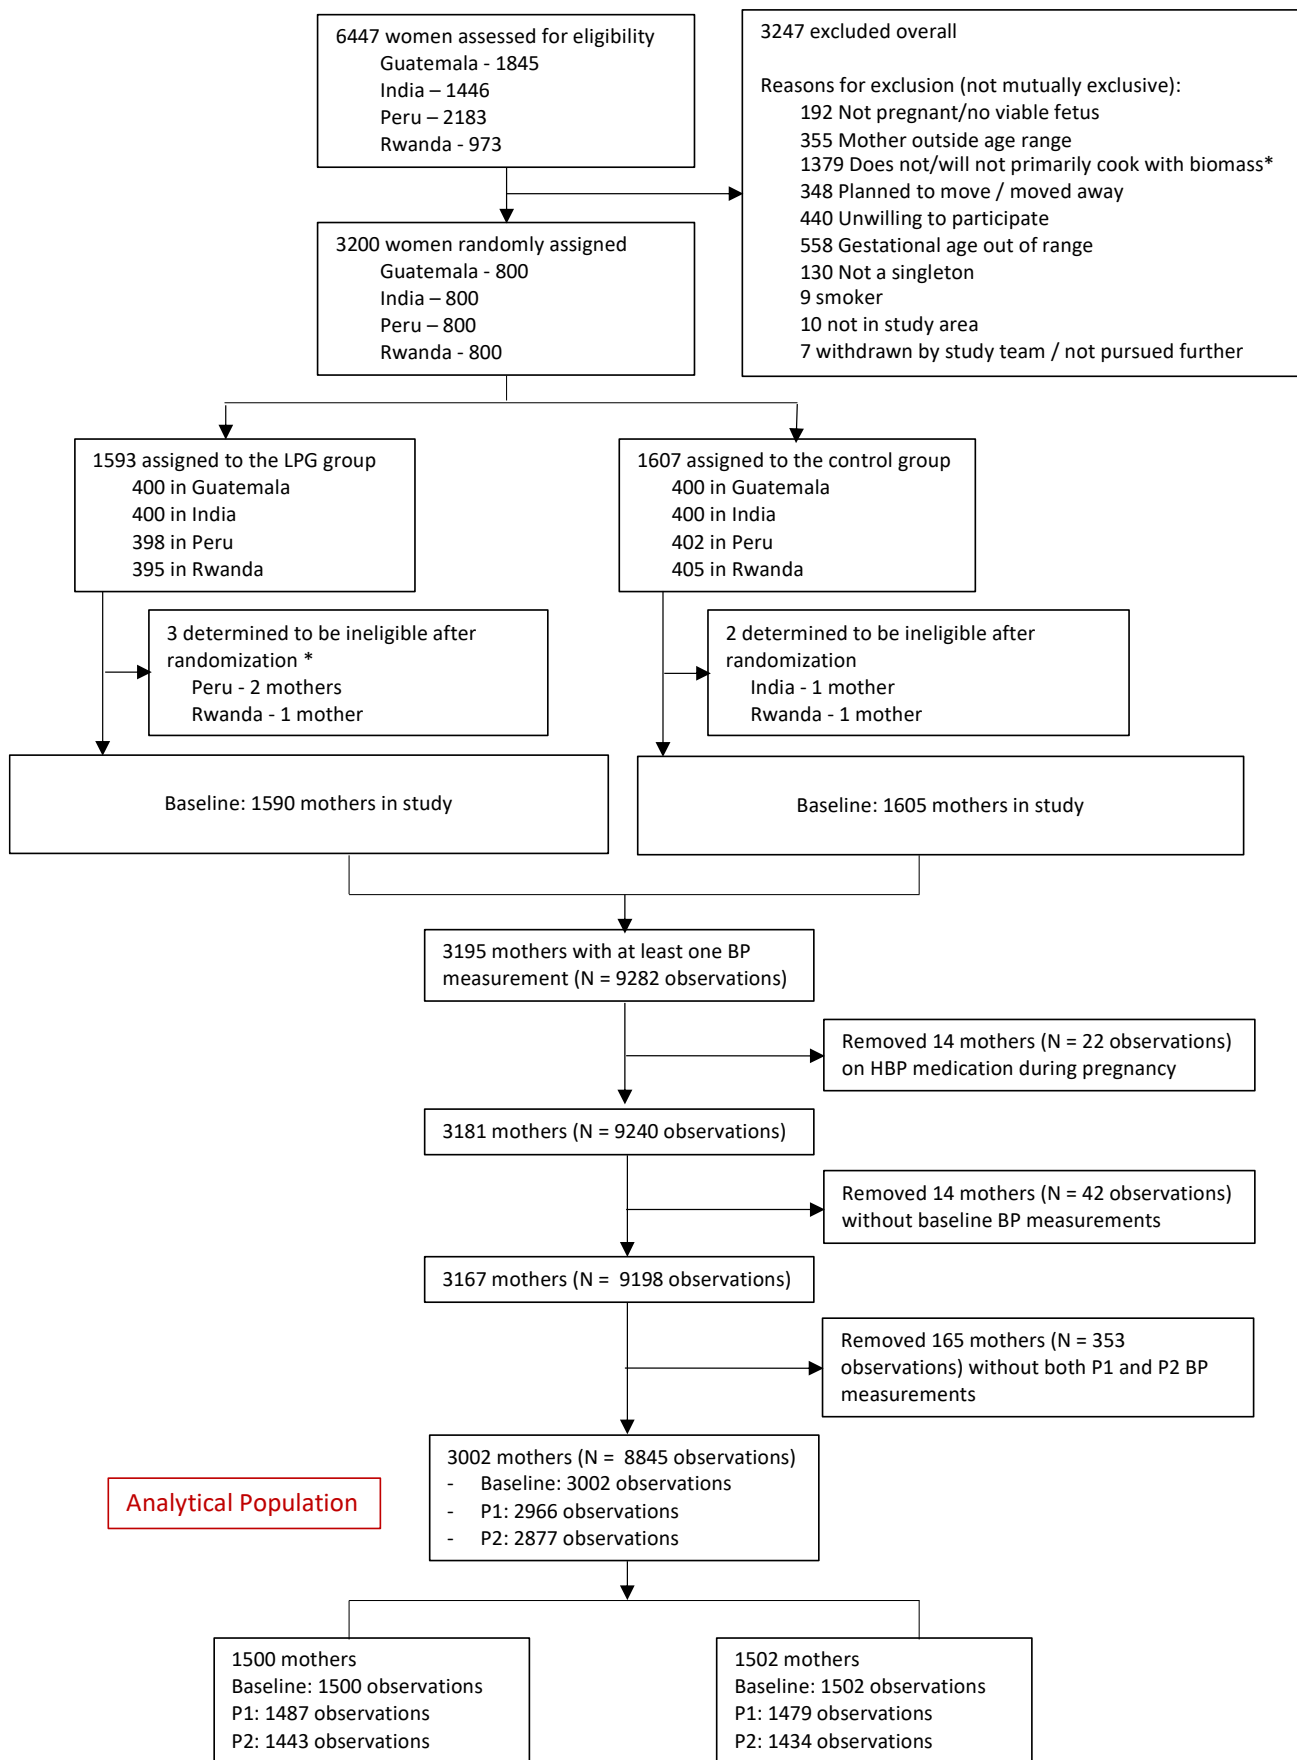 6447 women assessed for eligibility
Guatemala - 1845
India – 1446
Peru – 2183
Rwanda - 973
3247 excluded overall
Reasons for exclusion (not mutually exclusive):
192 Not pregnant/no viable fetus
355 Mother outside age range
1379 Does not/will not primarily cook with biomass*
348 Planned to move / moved away
440 Unwilling to participate
558 Gestational age out of range
130 Not a singleton
9 smoker
10 not in study area
7 withdrawn by study team / not pursued further
3200 women randomly assigned
Guatemala - 800
India – 800
Peru – 800
Rwanda - 800
1593 assigned to the LPG group
400 in Guatemala
400 in India
398 in Peru
395 in Rwanda
1607 assigned to the control group
400 in Guatemala
400 in India
402 in Peru
405 in Rwanda
3 determined to be ineligible after
randomization *
Peru - 2 mothers
Rwanda - 1 mother
2 determined to be ineligible after
randomization
India - 1 mother
Rwanda - 1 mother
Baseline: 1590 mothers in study
Baseline: 1605 mothers in study
3195 mothers with at least one BP
measurement (N = 9282 observations)
Removed 14 mothers (N = 22 observations)
on HBP medication during pregnancy
3181 mothers (N = 9240 observations)
Removed 14 mothers (N = 42 observations)
without baseline BP measurements
3167 mothers (N = 9198 observations)
Removed 165 mothers (N = 353
observations) without both P1 and P2 BP
measurements
3002 mothers (N = 8845 observations)
- Baseline: 3002 observations
- P1: 2966 observations
- P2: 2877 observations
Analytical Population
1500 mothers
Baseline: 1500 observations
P1: 1487 observations
P2: 1443 observations
1502 mothers
Baseline: 1502 observations
P1: 1479 observations
P2: 1434 observations